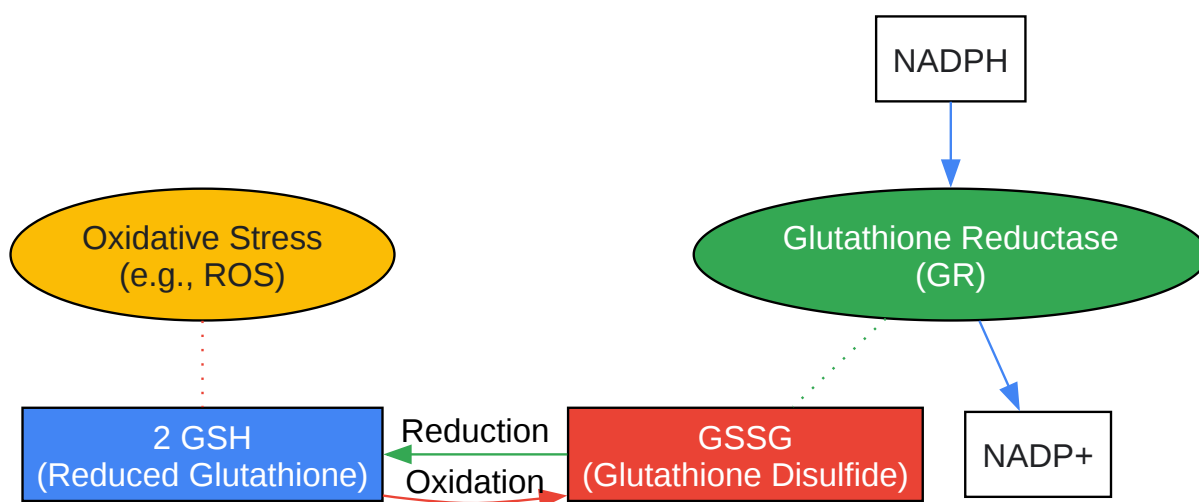 NADPH
Oxidative Stress
(e.g., ROS)
Glutathione Reductase
(GR)
2 GSH
(Reduced Glutathione)
Reduction
Oxidation
GSSG
(Glutathione Disulfide)
NADP+